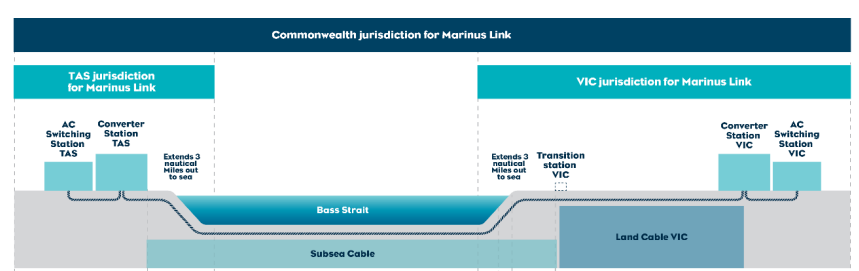 Commonwealth jurisdiction for Marinus Link
TAS jurisdiction
for Marinus Link
VIC jurisdiction for Marinus Link
AC
Switching
Station
TAS
Converter
Station
TAS
Extends 3
nautical
Miles out
to sea
Extends 3
nautical
Miles out
to sea
Transition
station
VIC
Converter
Station
VIC
AC
Switching
Station
VIC
Bass Strait
Land Cable VIC
Subsea Cable